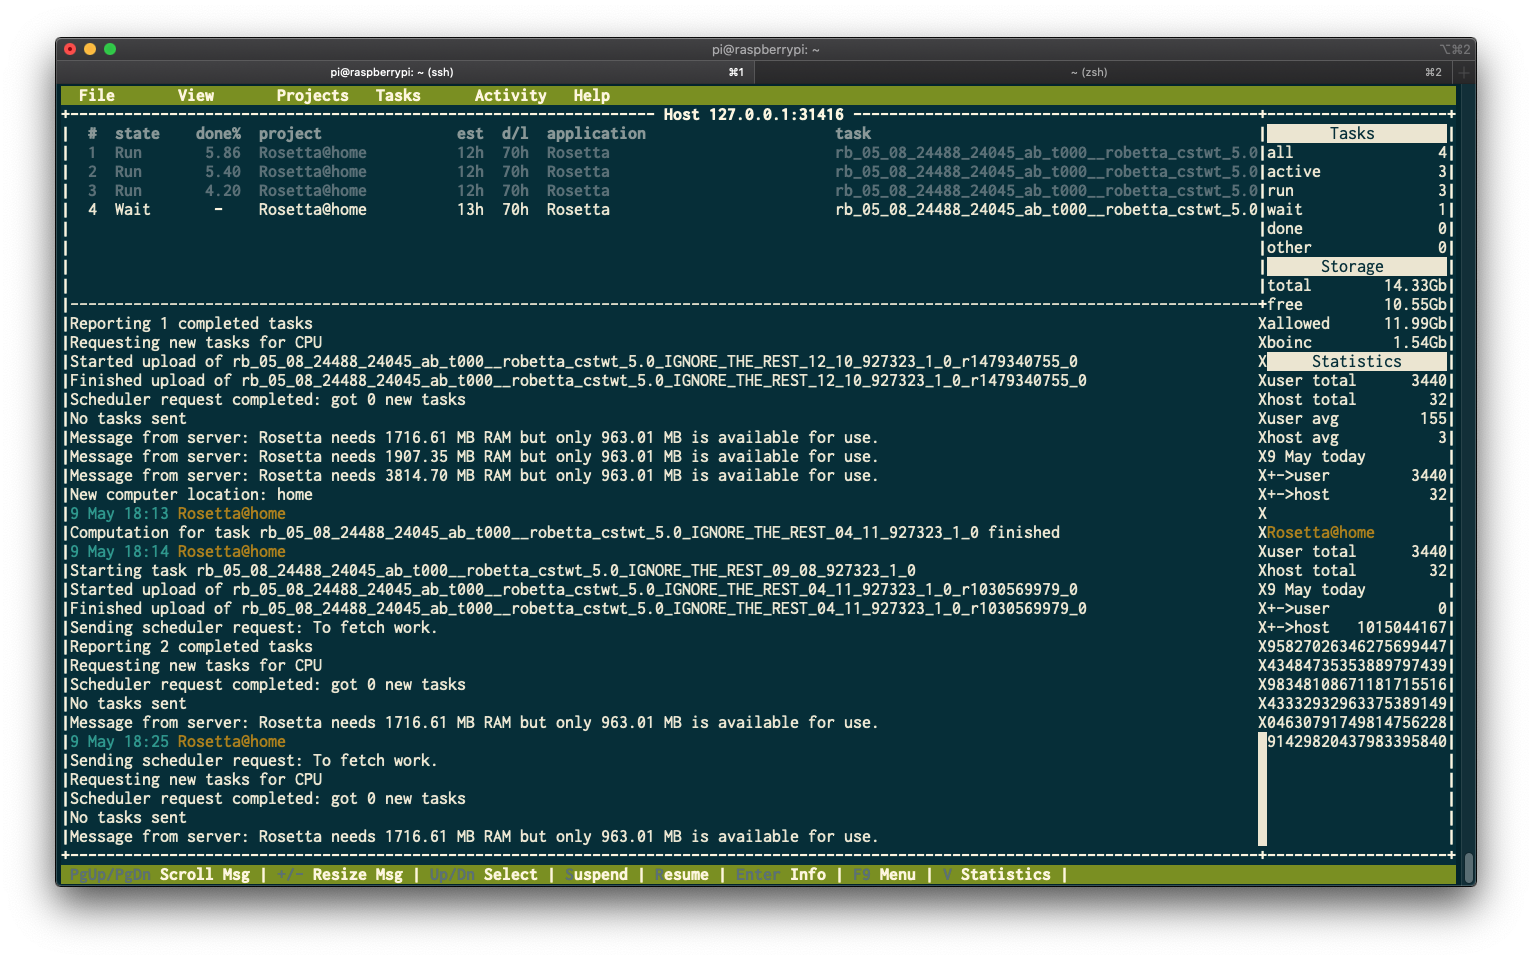 pi@raspberrypi: ~ ⌥⌘2
pi@raspberrypi: ~ (ssh) ⌘1 ~ (zsh) ⌘2 +
File View Projects Tasks Activity Help
Host 127.0.0.1:31416
# state done% project est d/l application task Tasks
1 Run 5.86 Rosetta@home 12h 70h Rosetta rb_05_08_24488_24045_ab_t000__robetta_cstwt_5.0 all 4
2 Run 5.40 Rosetta@home 12h 70h Rosetta rb_05_08_24488_24045_ab_t000__robetta_cstwt_5.0 active 3
3 Run 4.20 Rosetta@home 12h 70h Rosetta rb_05_08_24488_24045_ab_t000__robetta_cstwt_5.0 run 3
4 Wait - Rosetta@home 13h 70h Rosetta rb_05_08_24488_24045_ab_t000__robetta_cstwt_5.0 wait 1
done 0
other 0
Storage
total 14.33Gb
free 10.55Gb
Reporting 1 completed tasks Xallowed 11.99Gb
Requesting new tasks for CPU Xboinc 1.54Gb
Started upload of rb_05_08_24488_24045_ab_t000__robetta_cstwt_5.0_IGNORE_THE_REST_12_10_927323_1_0_r1479340755_0 X Statistics
Finished upload of rb_05_08_24488_24045_ab_t000__robetta_cstwt_5.0_IGNORE_THE_REST_12_10_927323_1_0_r1479340755_0 Xuser total 3440
Scheduler request completed: got 0 new tasks Xhost total 32
No tasks sent Xuser avg 155
Message from server: Rosetta needs 1716.61 MB RAM but only 963.01 MB is available for use. Xhost avg 3
Message from server: Rosetta needs 1907.35 MB RAM but only 963.01 MB is available for use. X9 May today
Message from server: Rosetta needs 3814.70 MB RAM but only 963.01 MB is available for use. X+->user 3440
New computer location: home X+->host 32
9 May 18:13 Rosetta@home X
Computation for task rb_05_08_24488_24045_ab_t000__robetta_cstwt_5.0_IGNORE_THE_REST_04_11_927323_1_0 finished XRosetta@home
9 May 18:14 Rosetta@home Xuser total 3440
Starting task rb_05_08_24488_24045_ab_t000__robetta_cstwt_5.0_IGNORE_THE_REST_09_08_927323_1_0 Xhost total 32
Started upload of rb_05_08_24488_24045_ab_t000__robetta_cstwt_5.0_IGNORE_THE_REST_04_11_927323_1_0_r1030569979_0 X9 May today
Finished upload of rb_05_08_24488_24045_ab_t000__robetta_cstwt_5.0_IGNORE_THE_REST_04_11_927323_1_0_r1030569979_0 X+->user 0
Sending scheduler request: To fetch work. X+->host 1015044167
Reporting 2 completed tasks X95827026346275699447
Requesting new tasks for CPU X43484735353889797439
Scheduler request completed: got 0 new tasks X98348108671181715516
No tasks sent X43332932963375389149
Message from server: Rosetta needs 1716.61 MB RAM but only 963.01 MB is available for use. X04630791749814756228
9 May 18:25 Rosetta@home 91429820437983395840
Sending scheduler request: To fetch work.
Requesting new tasks for CPU
Scheduler request completed: got 0 new tasks
No tasks sent
Message from server: Rosetta needs 1716.61 MB RAM but only 963.01 MB is available for use.
PgUp/PgDn Scroll Msg | +/- Resize Msg | Up/Dn Select | Suspend | Resume | Enter Info | F9 Menu | V Statistics |